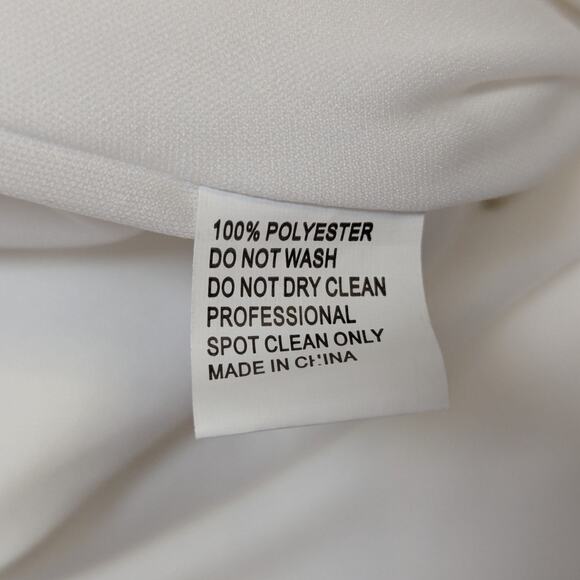 100% POLYESTER
DO NOT WASH
DO NOT DRY CLEAN
PROFESSIONAL
SPOT CLEAN ONLY
MADE IN CHINA